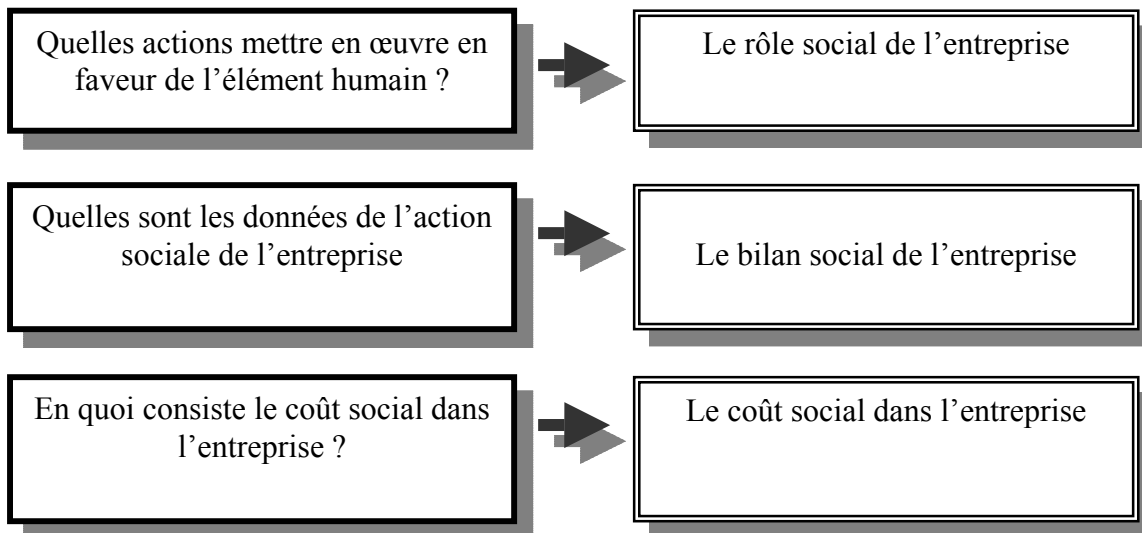 Quelles actions mettre en œuvre en
faveur de l’élément humain ?
Le rôle social de l’entreprise
Quelles sont les données de l’action
sociale de l’entreprise
Le bilan social de l’entreprise
En quoi consiste le coût social dans
l’entreprise ?
Le coût social dans l’entreprise